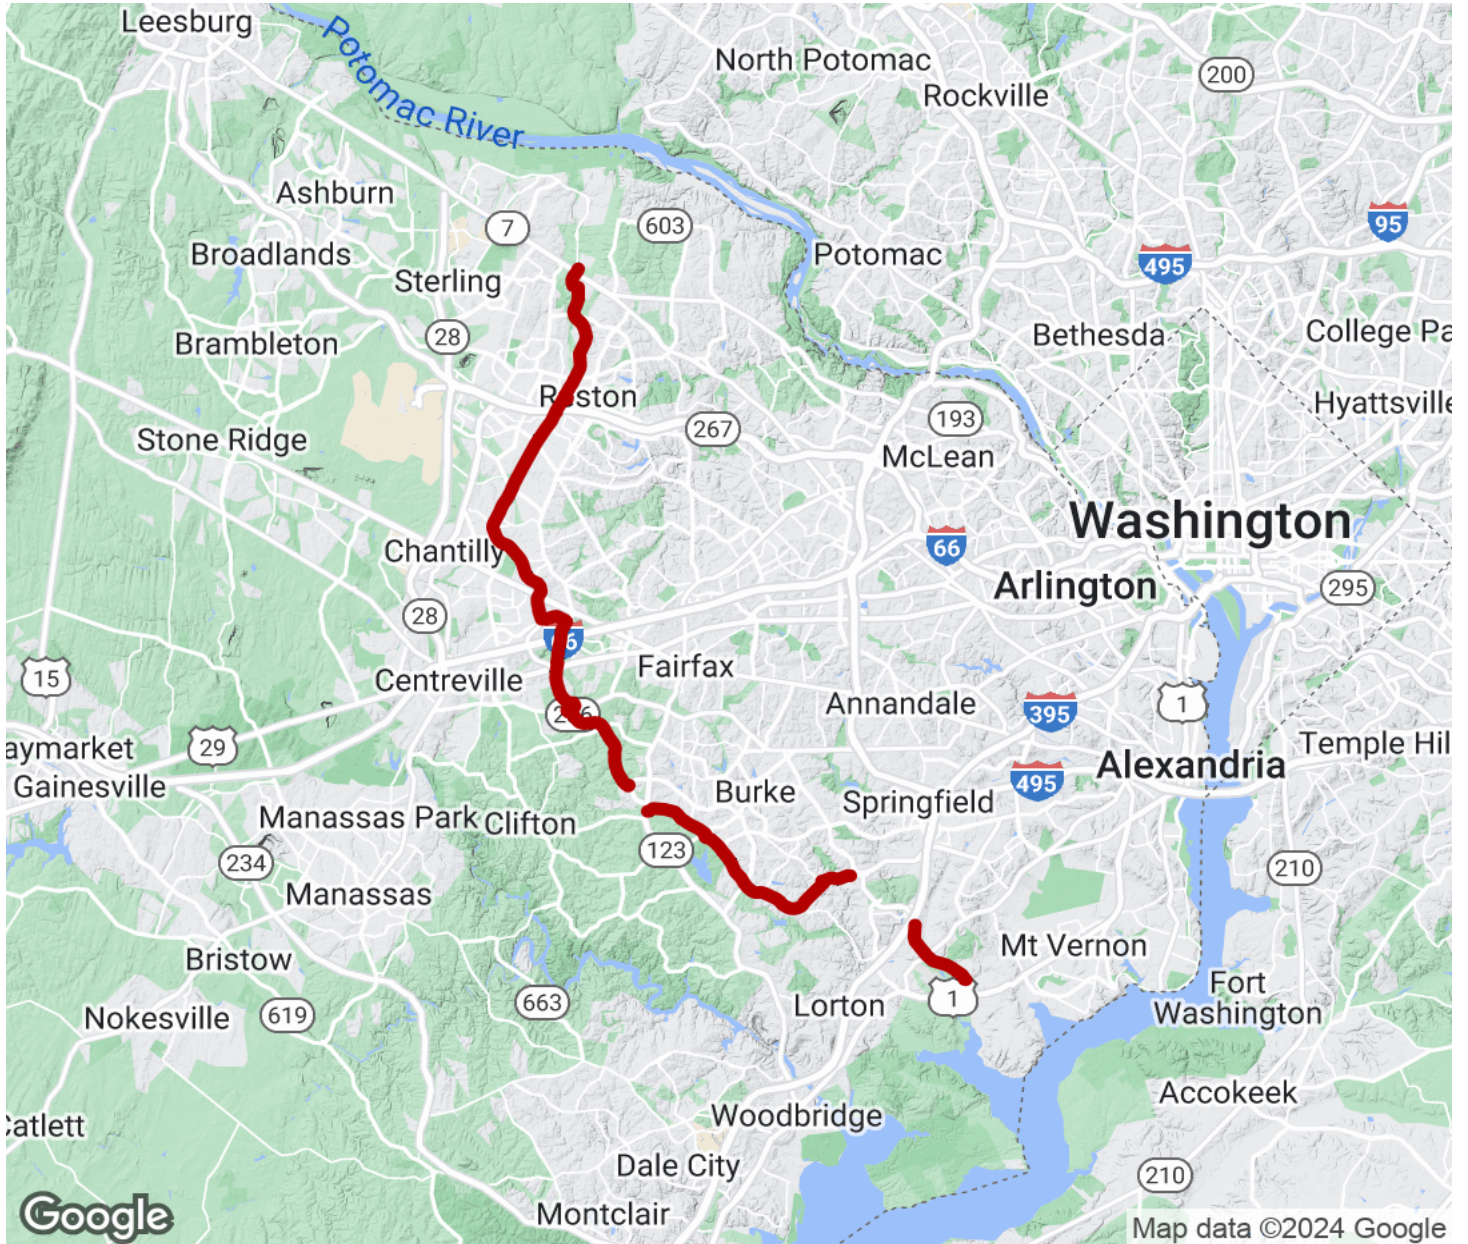 Leesburg
Potomac River
North Potomac
Rockville
200
Ashburn
7
603
95
Broadlands
Potomac
495
Sterling
28
Brambleton
Bethesda
College Pa
Reston
Hyattsville
193
267
Stone Ridge
McLean
Washington
Chantilly
66
Arlington
295
28
66
15
Fairfax
Centreville
Annandale
395
1
286
aymarket
29
Temple Hil
Gainesville
Alexandria
495
Burke
Springfield
Manassas Park
Clifton
123
234
210
Manassas
Bristow
Mt Vernon
663
1
Fort
Washington
619
Nokesville
Lorton
Accokeek
Woodbridge
Catlett
Dale City
210
Montclair
Google
Map data ©2024 Google